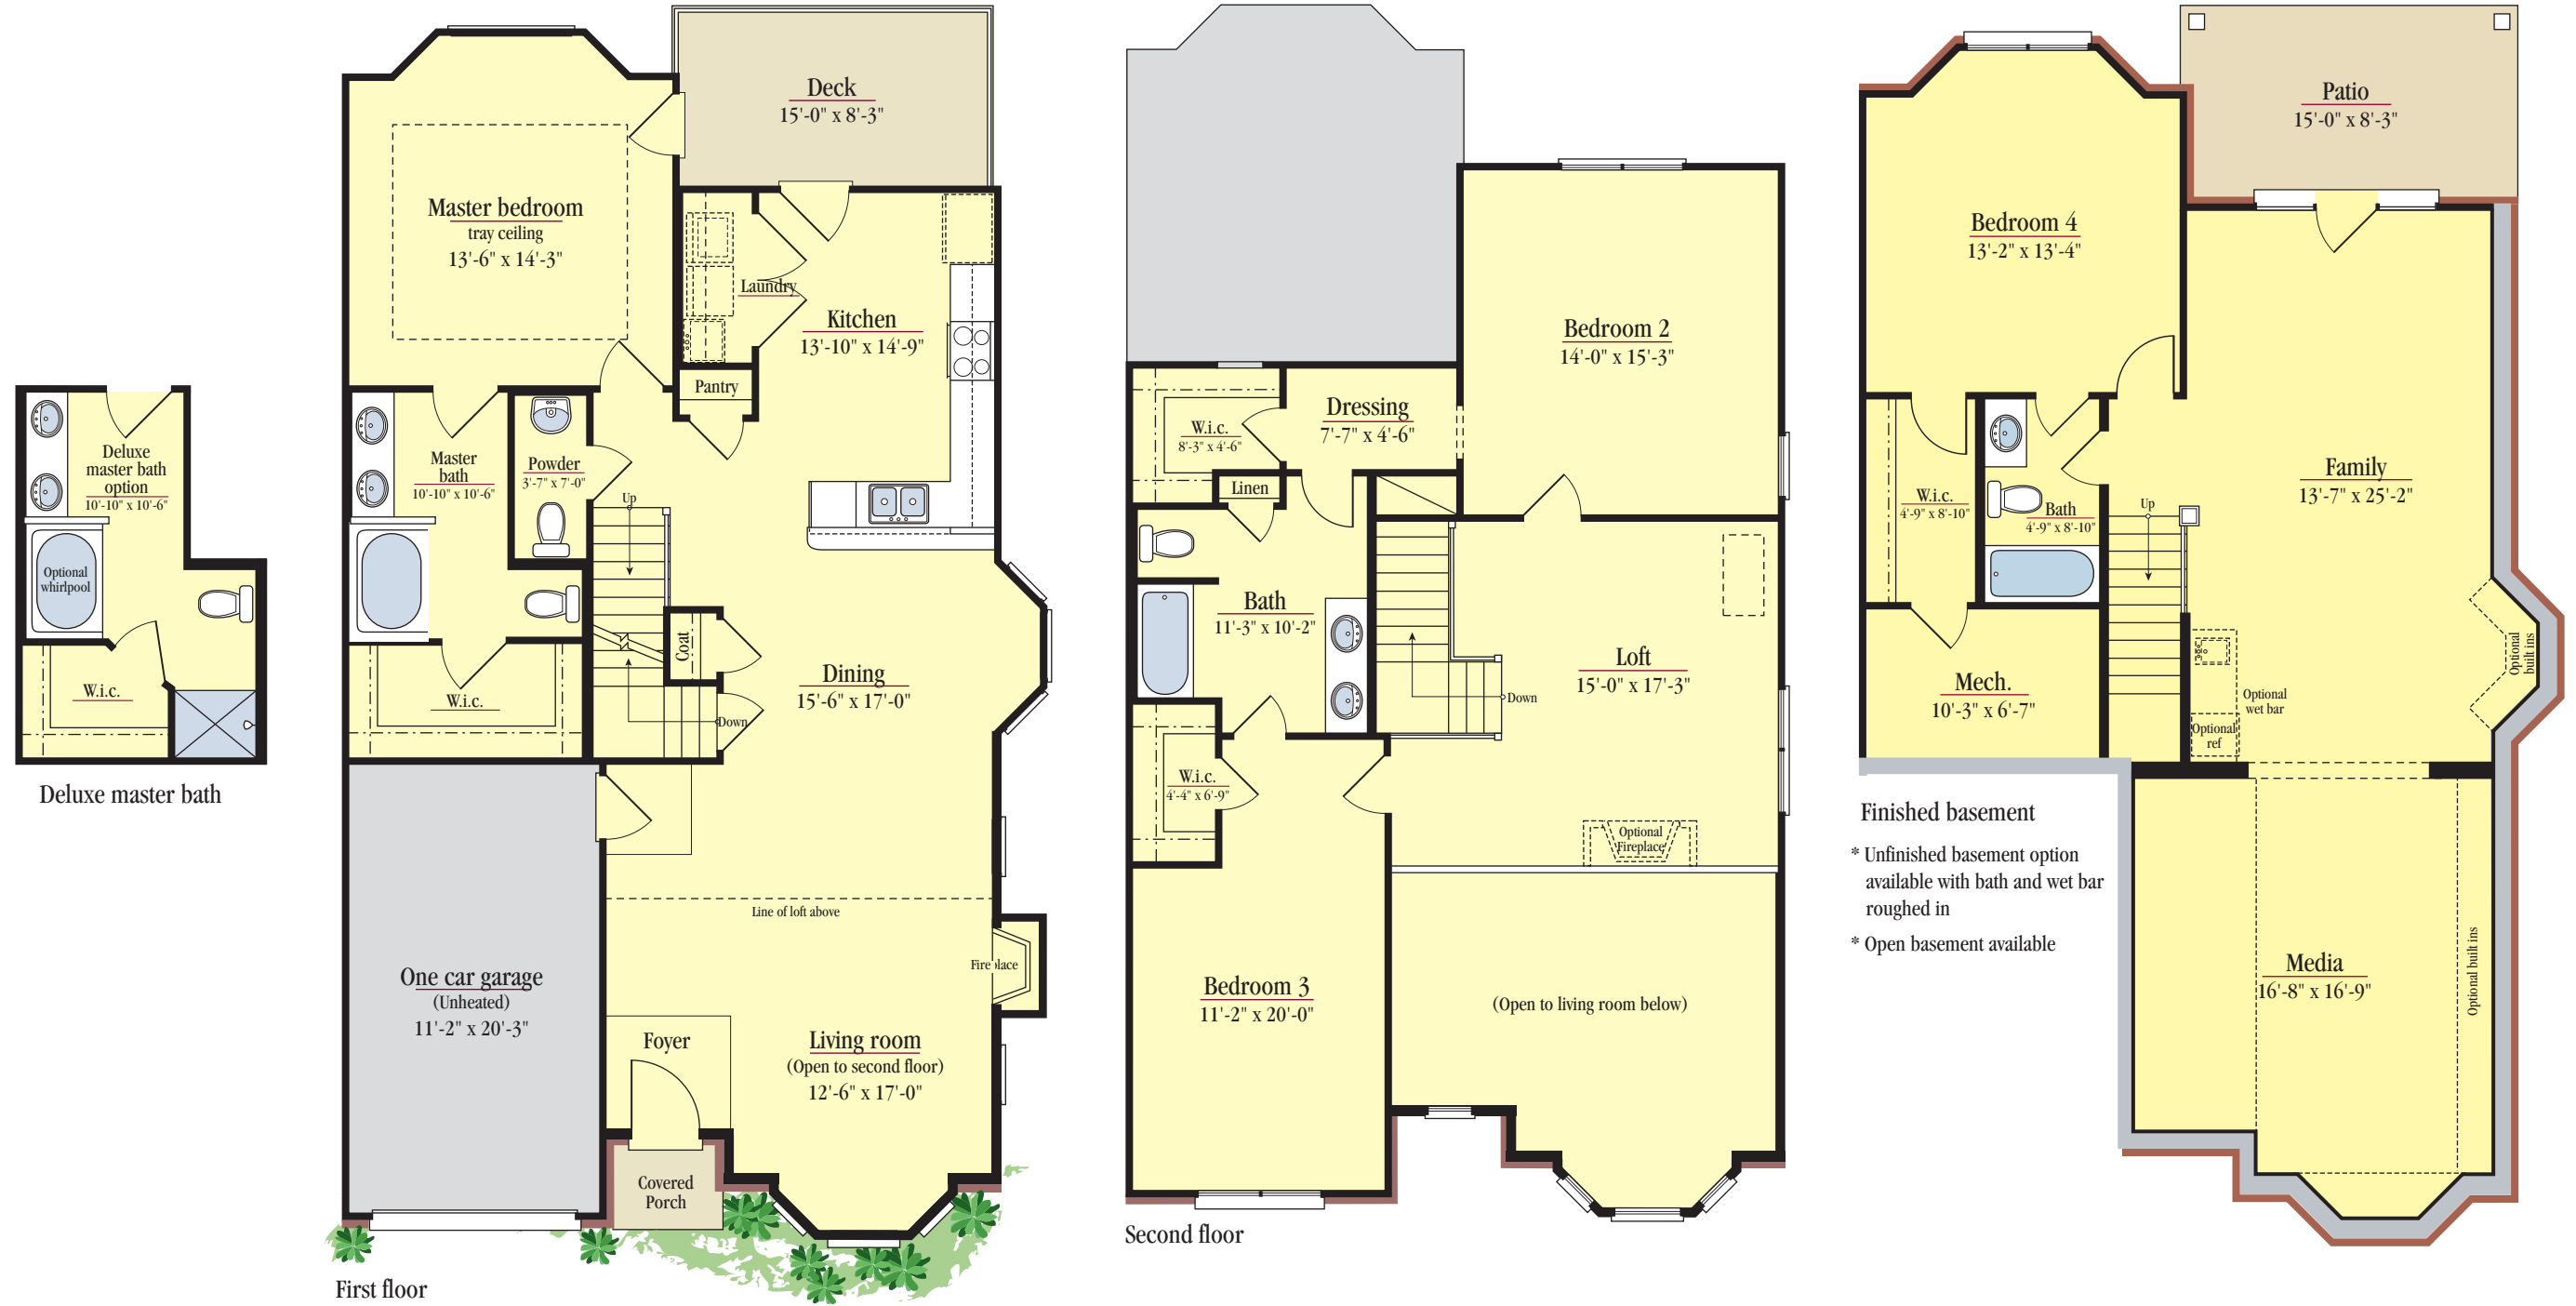 Deluxe
master bath
option
10'-10" x 10'-6"
Optional
whirlpool
W.i.c.
Deluxe master bath
Deck
15'-0" x 8'-3"
Master bedroom
tray ceiling
13'-6" x 14'-3"
Laundry
Kitchen
13'-10" x 14'-9"
Pantry
Master
bath
10'-10" x 10'-6"
Powder
3'-7" x 7'-0"
Up
Coat
Dining
15'-6" x 17'-0"
W.i.c.
Down
Line of loft above
Fireplace
One car garage
(Unheated)
11'-2" x 20'-3"
Foyer
Living room
(Open to second floor)
12'-6" x 17'-0"
Covered
Porch
First floor
Bedroom 2
14'-0" x 15'-3"
Dressing
7'-7" x 4'-6"
W.i.c.
8'-3" x 4'-6"
Linen
Bath
11'-3" x 10'-2"
Loft
15'-0" x 17'-3"
Down
W.i.c.
4'-4" x 6'-9"
Optional
Fireplace
Bedroom 3
11'-2" x 20'-0"
(Open to living room below)
Second floor
Patio
15'-0" x 8'-3"
Bedroom 4
13'-2" x 13'-4"
Family
13'-7" x 25'-2"
W.i.c.
4'-9" x 8'-10"
Bath
4'-9" x 8'-10"
Up
Optional
built ins
Mech.
10'-3" x 6'-7"
Optional
wet bar
Optional
ref
Finished basement
* Unfinished basement option
available with bath and wet bar
roughed in
* Open basement available
Media
16'-8" x 16'-9"
Optional built ins